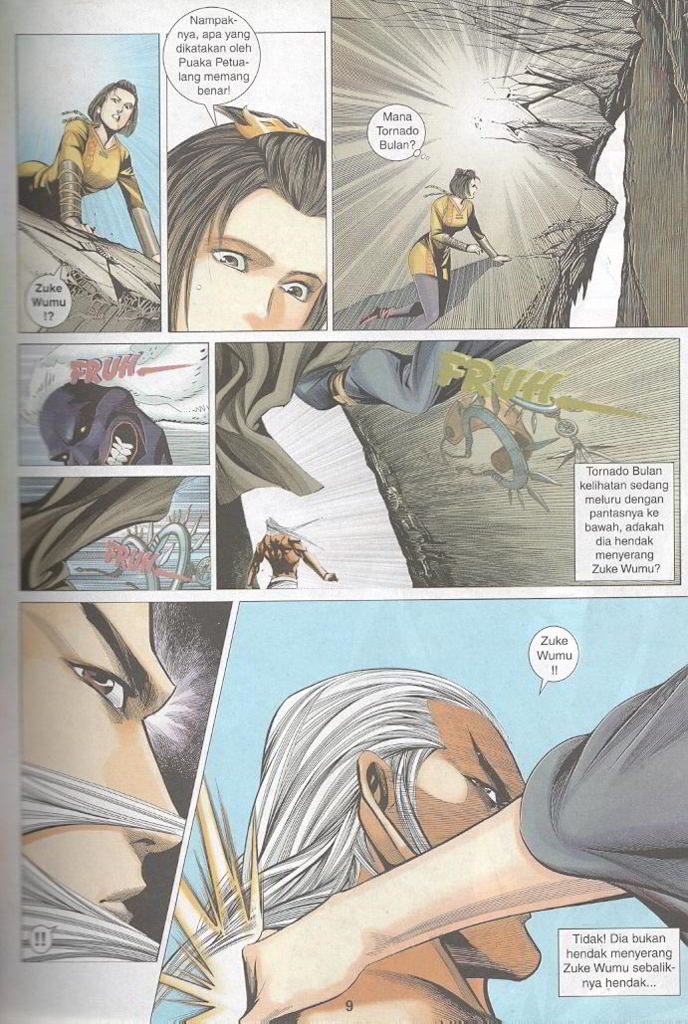 Nampak-
nya, apa yang
dikatakan oleh
Puaka Petua-
lang memang
benar!
Zuke
Wumu
!?
Mana
Tornado
Bulan?
FRUH
FRUH
FRUH
Tornado Bulan
kelihatan sedang
meluru dengan
pantasnya ke
bawah, adakah
dia hendak
menyerang
Zuke Wumu?
!!
Zuke
Wumu
!!
Tidak! Dia bukan
hendak menyerang
Zuke Wumu sebalik-
nya hendak...
9